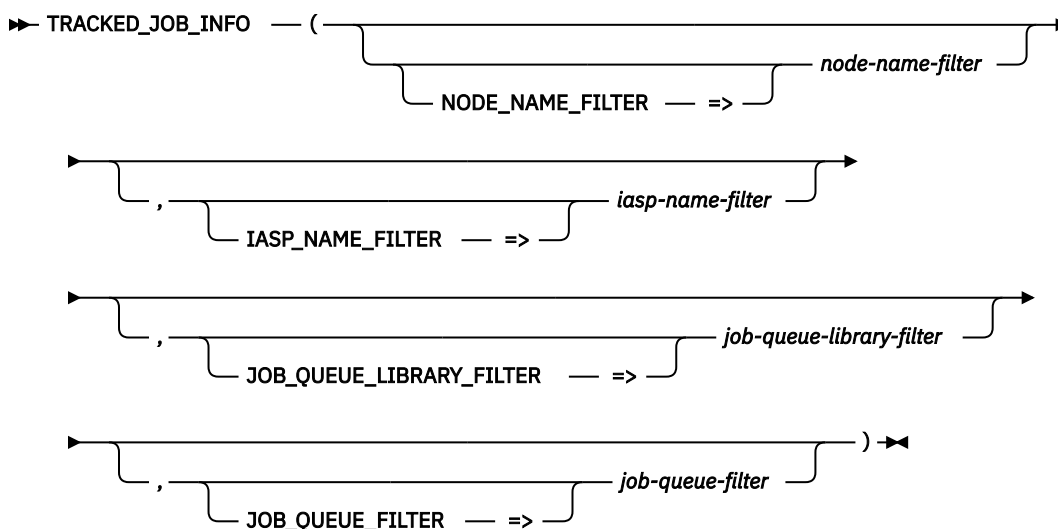 TRACKED_JOB_INFO (
node-name-filter
NODE_NAME_FILTER =>
, iasp-name-filter
IASP_NAME_FILTER =>
, job-queue-library-filter
JOB_QUEUE_LIBRARY_FILTER =>
, job-queue-filter )
JOB_QUEUE_FILTER =>